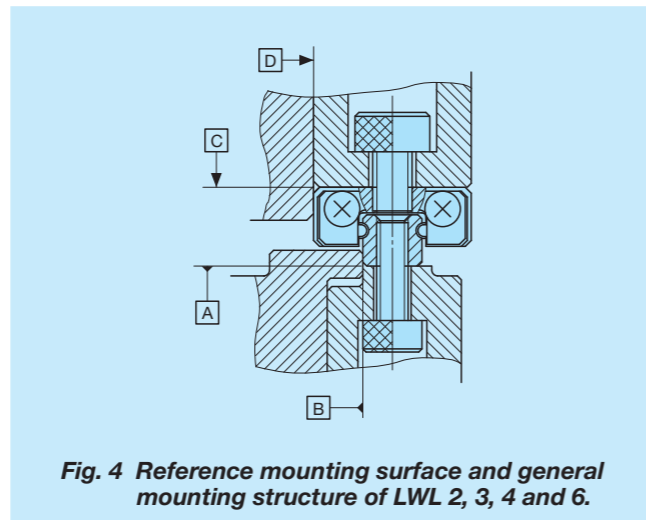 D
C
A
B
Fig. 4 Reference mounting surface and general
mounting structure of LWL 2, 3, 4 and 6.